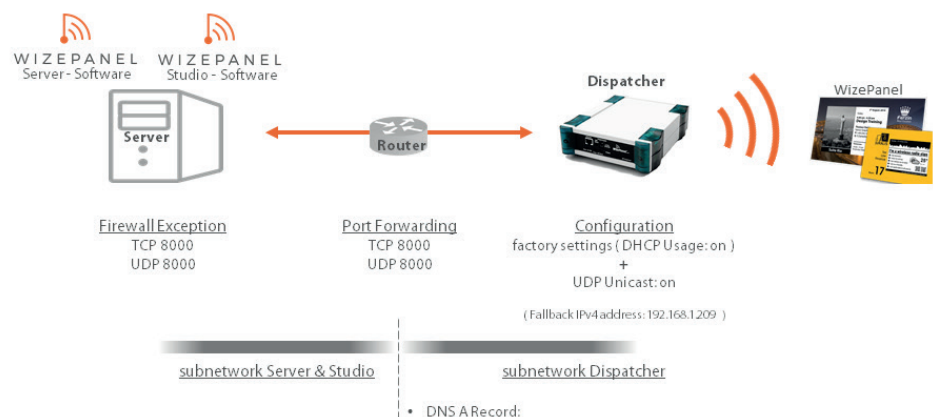 WIZEPANEL
Server - Software
WIZEPANEL
Studio - Software
Server
Router
Dispatcher
WizePanel
17
Firewall Exception
TCP 8000
UDP 8000
Port Forwarding
TCP 8000
UDP 8000
Configuration
factory settings ( DHCP Usage: on )
+
UDP Unicast: on
( Fallback IPv4 address: 192.168.1.209 )
subnetwork Server & Studio
subnetwork Dispatcher
• DNS A Record: